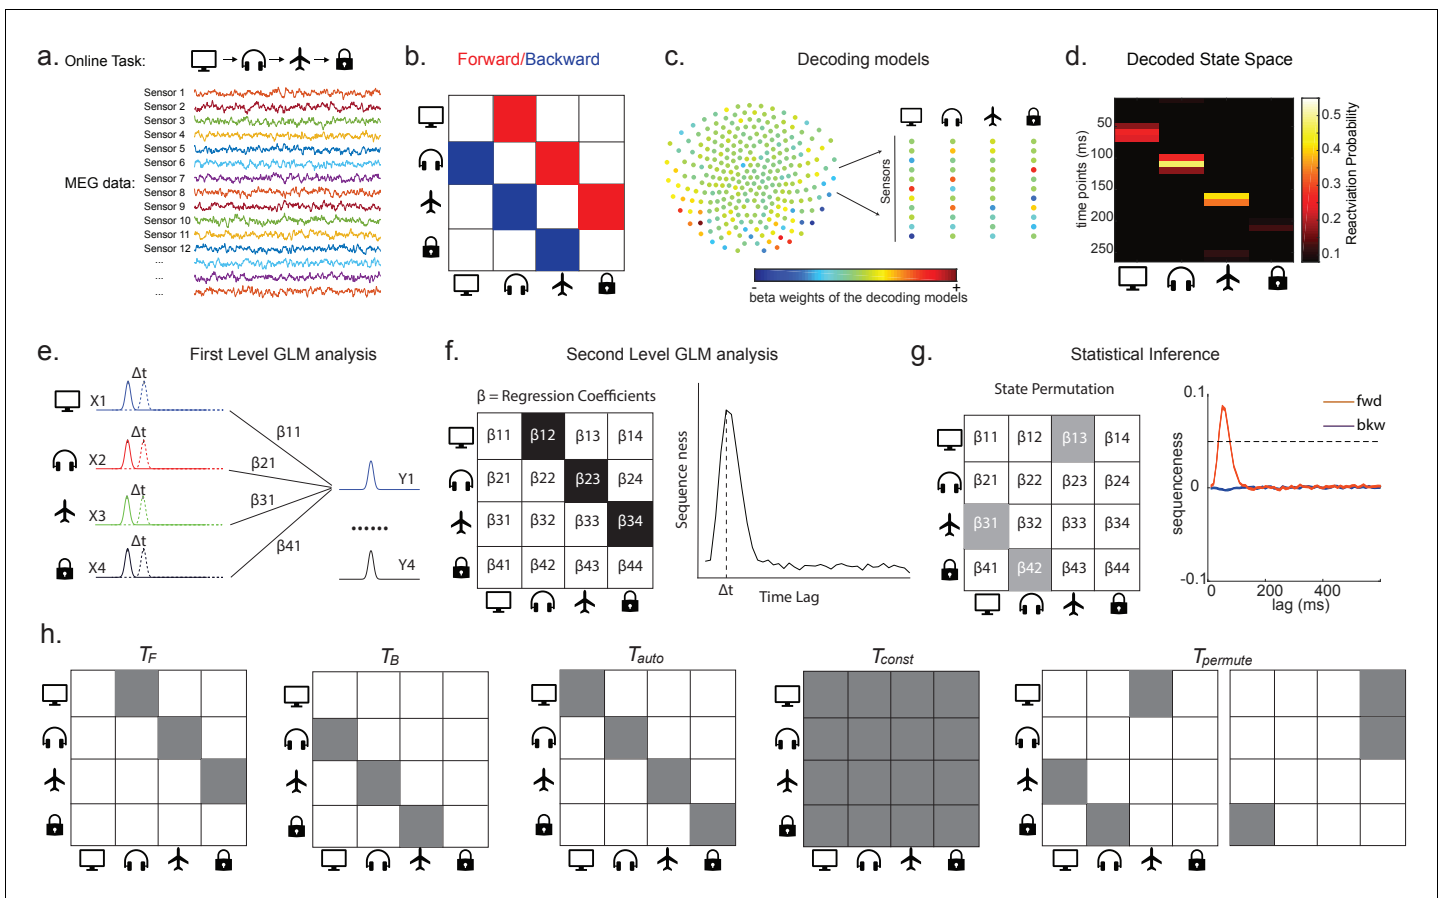 a. Online Task:
Sensor 1
Sensor 2
Sensor 3
Sensor 4
Sensor 5
Sensor 6
MEG data: Sensor 7
Sensor 8
Sensor 9
Sensor 10
Sensor 11
Sensor 12
...
...
...
b. Forward/Backward
c. Decoding models
Sensors
- +
beta weights of the decoding models
d. Decoded State Space
time points (ms)
50
100
150
200
250
0.5
0.4
0.3
0.2
0.1
Reactviation Probability
e. First Level GLM analysis
Δt
X1
Δt
X2
Δt
X3
Δt
X4
β11
β21
β31
β41
Y1
......
Y4
f. Second Level GLM analysis
β = Regression Coefficients
β11 β12 β13 β14
β21 β22 β23 β24
β31 β32 β33 β34
β41 β42 β43 β44
Sequence ness
Δt
Time Lag
g. Statistical Inference
State Permutation
β11 β12 β13 β14
β21 β22 β23 β24
β31 β32 β33 β34
β41 β42 β43 β44
sequenceness
0.1
0
-0.1
fwd
bkw
0 200 400
lag (ms)
h.
TF
TB
Tauto
Tconst
Tpermute